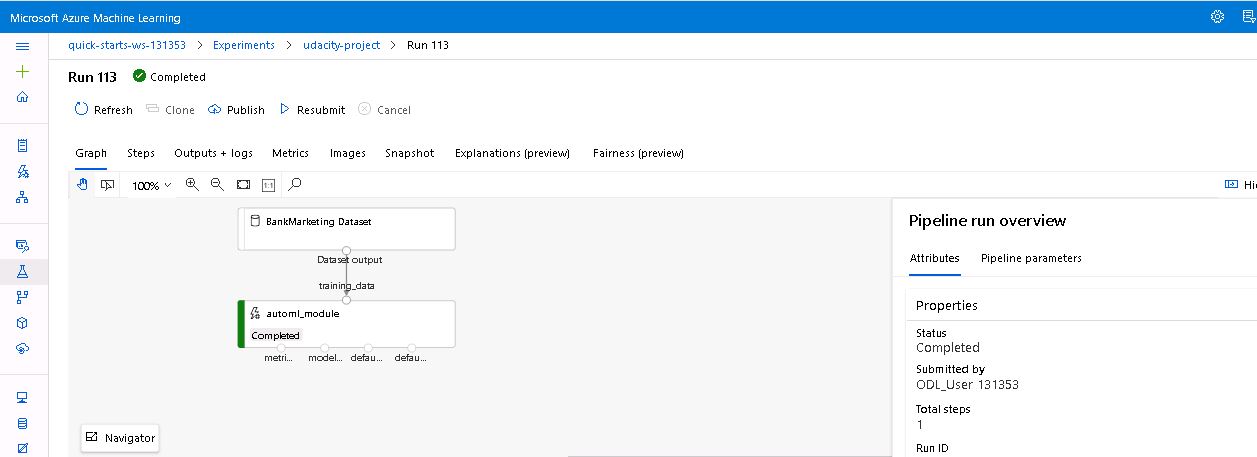 Microsoft Azure Machine Learning
quick-starts-ws-131353 > Experiments > udacity-project > Run 113
Run 113 Completed
Refresh Clone Publish Resubmit Cancel
Graph Steps Outputs + logs Metrics Images Snapshot Explanations (preview) Fairness (preview)
100% 1:1
BankMarketing Dataset
Dataset output
training_data
automl_module
Completed
metri... model... defau... defau...
Navigator
Pipeline run overview
Attributes Pipeline parameters
Properties
Status
Completed
Submitted by
ODL_User 131353
Total steps
1
Run ID